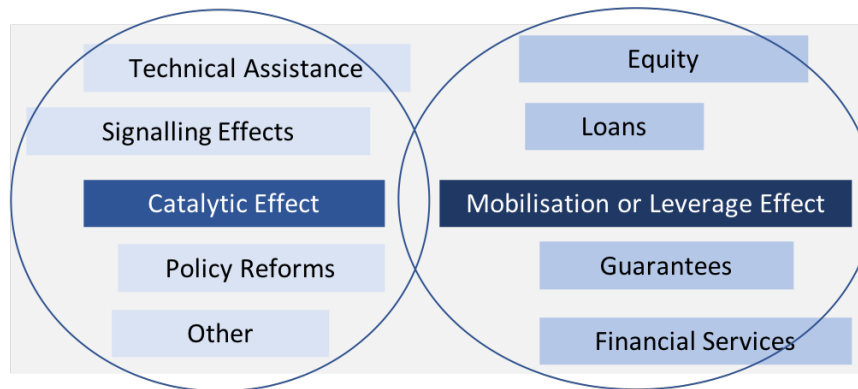 Technical Assistance
Signalling Effects
Catalytic Effect
Policy Reforms
Other
Equity
Loans
Mobilisation or Leverage Effect
Guarantees
Financial Services